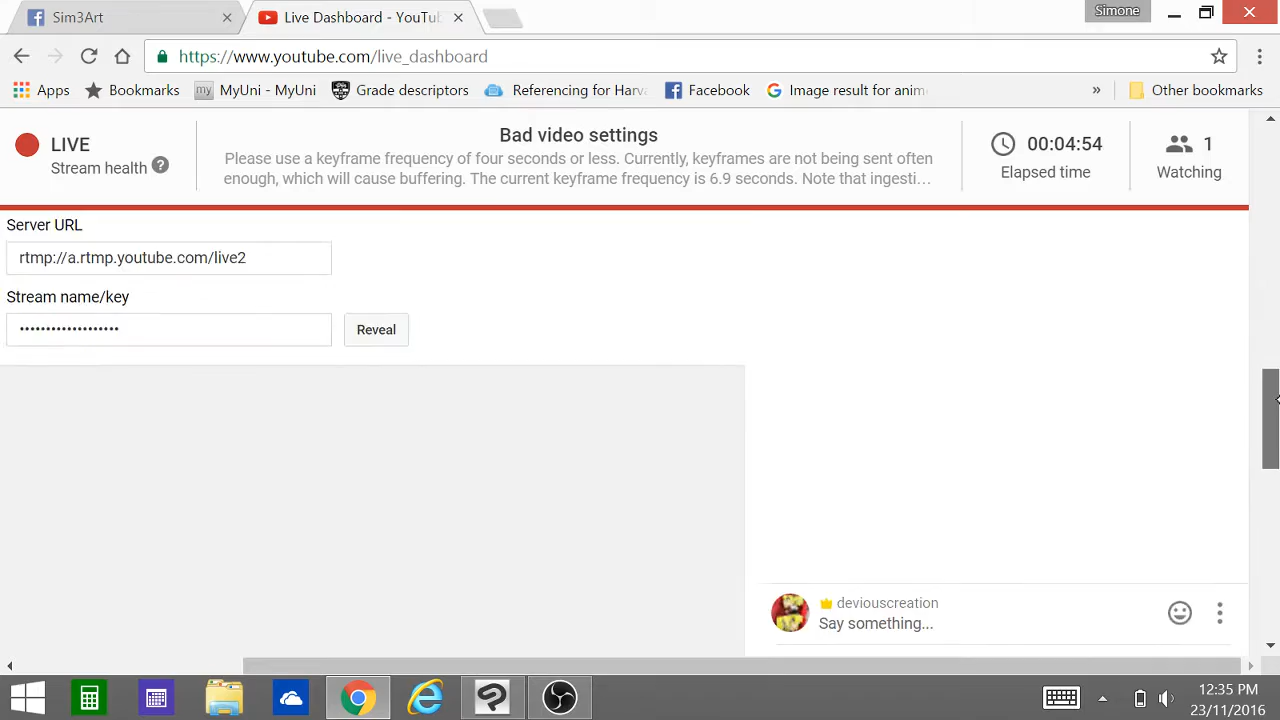 Sim3Art
Live Dashboard - YouTu
Simone
https://www.youtube.com/live_dashboard
Apps
Bookmarks
my
MyUni - MyUni
Grade descriptors
Referencing for Harv
Facebook
Image result for anim
»
Other bookmarks
LIVE
Stream health
Bad video settings
Please use a keyframe frequency of four seconds or less. Currently, keyframes are not being sent often
enough, which will cause buffering. The current keyframe frequency is 6.9 seconds. Note that ingesti…
00:04:54
Elapsed time
1
Watching
Server URL
rtmp://a.rtmp.youtube.com/live2
Stream name/key
•••••••••••••••••••
Reveal
deviouscreation
Say something...
12:35 PM
23/11/2016